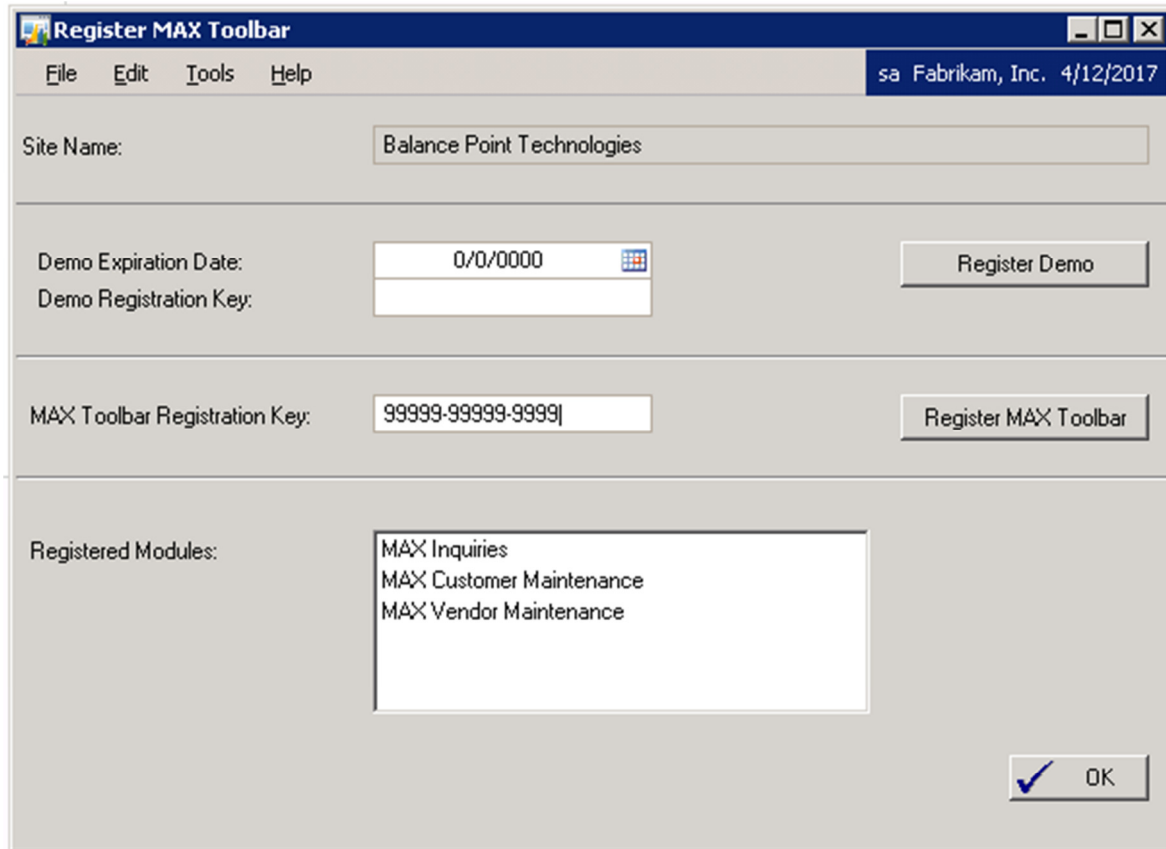 Register MAX Toolbar
File Edit Tools Help sa Fabrikam, Inc. 4/12/2017
Site Name: Balance Point Technologies
Demo Expiration Date: 0/0/0000 Register Demo
Demo Registration Key:
MAX Toolbar Registration Key: 99999-99999-9999 Register MAX Toolbar
Registered Modules: MAX Inquiries
MAX Customer Maintenance
MAX Vendor Maintenance
OK